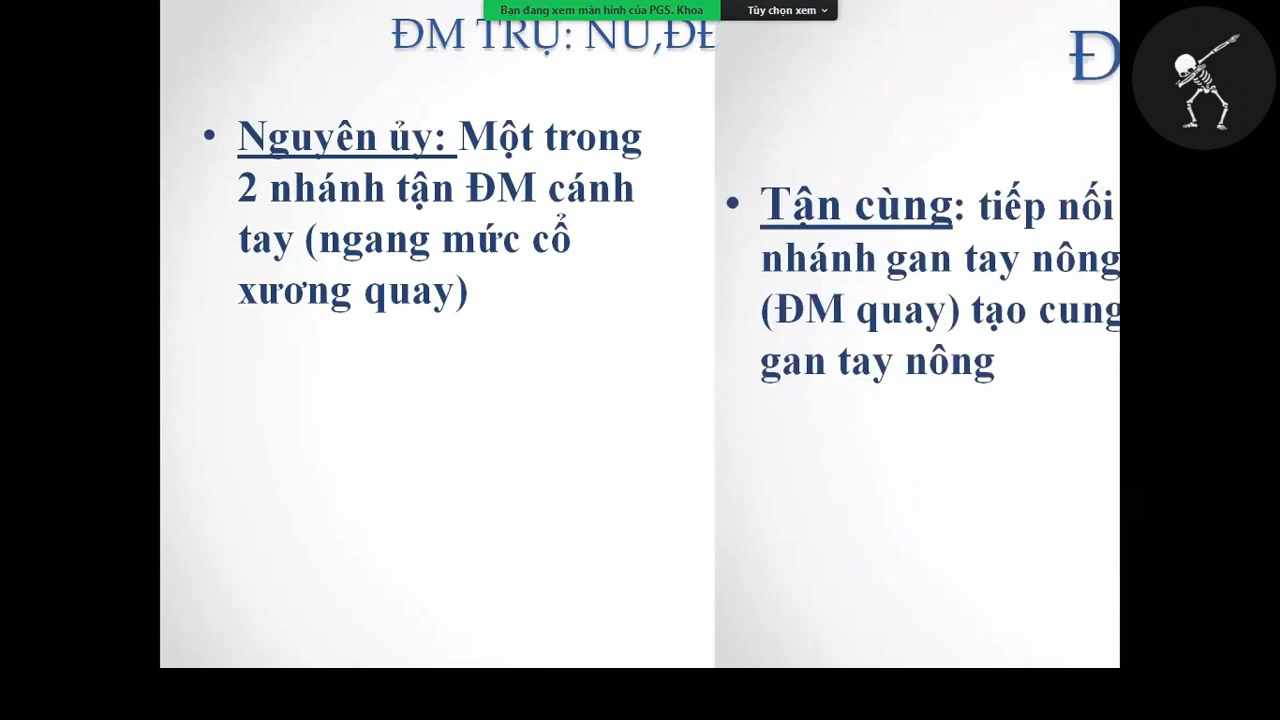 Bạn đang xem màn hình của PGS. Khoa
Tùy chọn xem
ĐM TRỤ: NU,ĐE
• Nguyên ủy: Một trong
2 nhánh tận ĐM cánh
tay (ngang mức cổ
xương quay)
Đ
• Tận cùng: tiếp nối
nhánh gan tay nông
(ĐM quay) tạo cung
gan tay nông